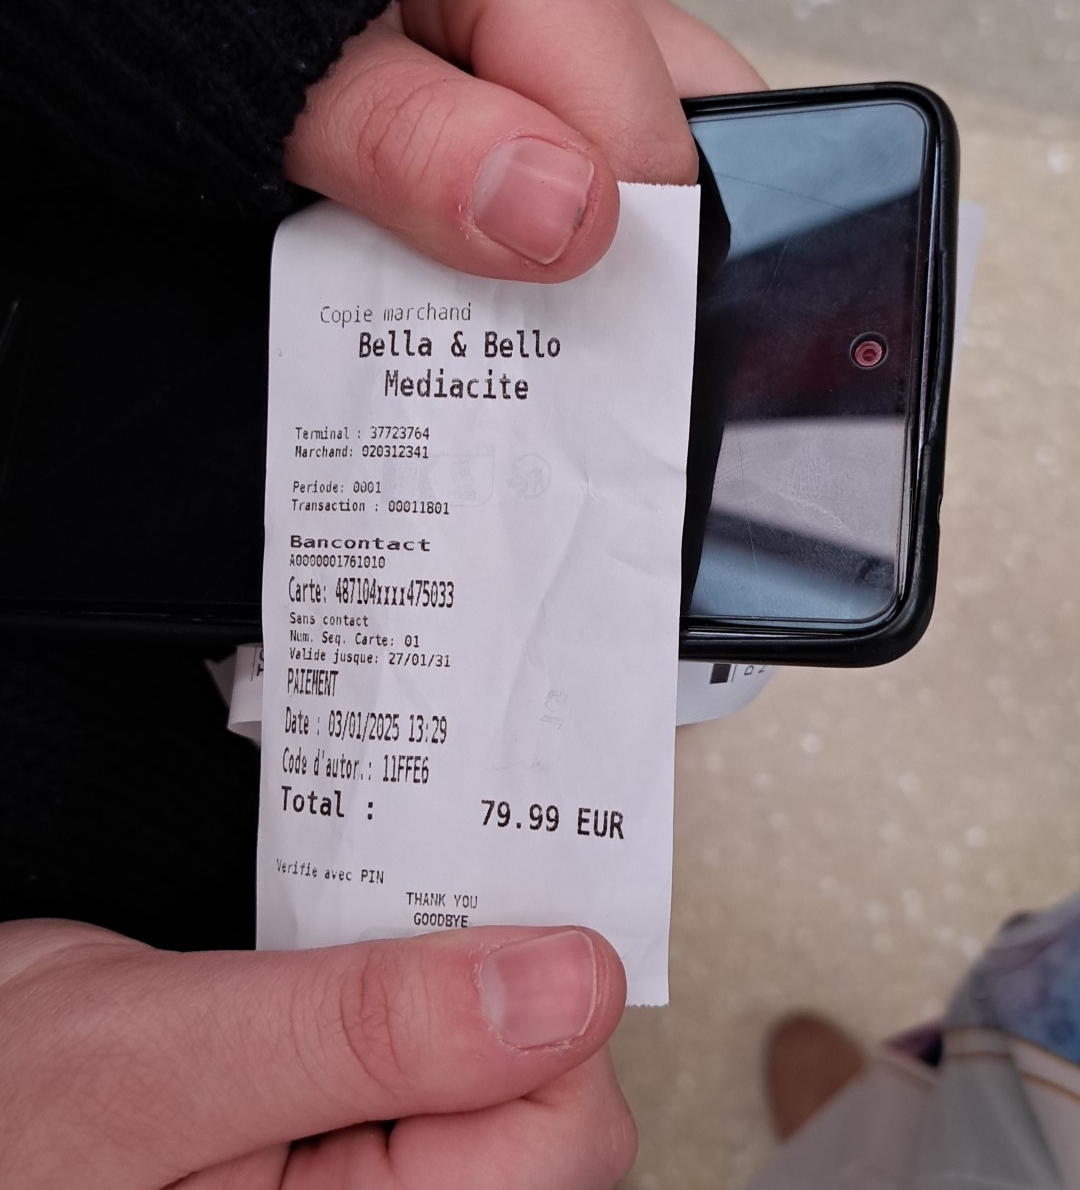 Copie marchand
Bella & Bello
Mediacite
Terminal : 37723764
Marchand: 020312341
Periode: 0001
Transaction : 00011801
Bancontact
A0000001761010
Carte: 487104xxxx475033
Sans contact
Num. Seq. Carte: 01
Valide jusque: 27/01/31
PAIEMENT
Date : 03/01/2025 13:29
Code d'autor.: 11FFE6
Total : 79.99 EUR
Verifie avec PIN
THANK YOU
GOODBYE